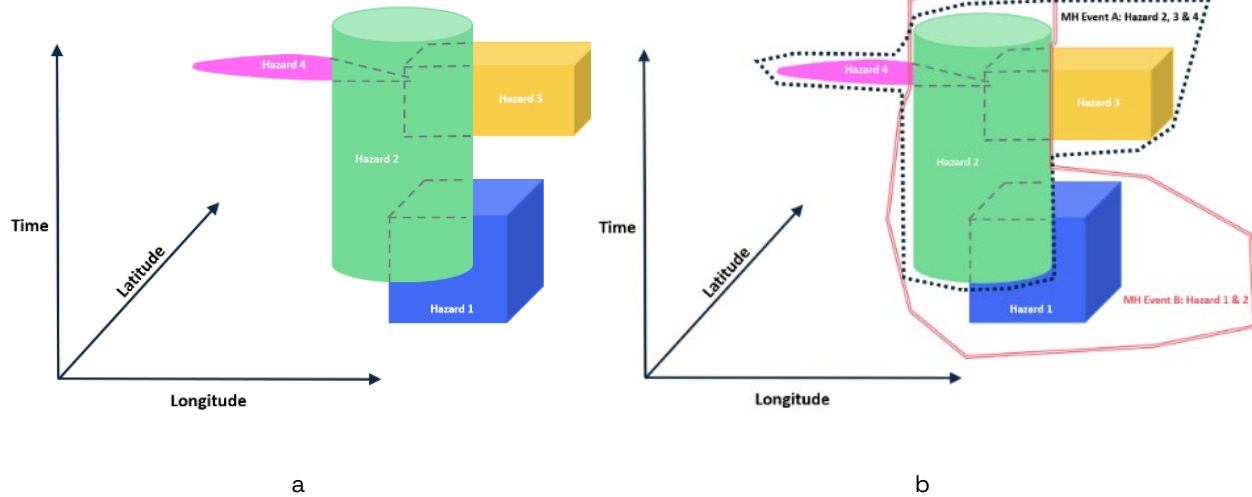 Hazard 4
Hazard 3
Hazard 2
Hazard 1
Time
Latitude
Longitude
a
MH Event A: Hazard 2, 3 & 4
Hazard 4
Hazard 3
Hazard 2
MH Event B: Hazard 1 & 2
Hazard 1
Time
Latitude
Longitude
b